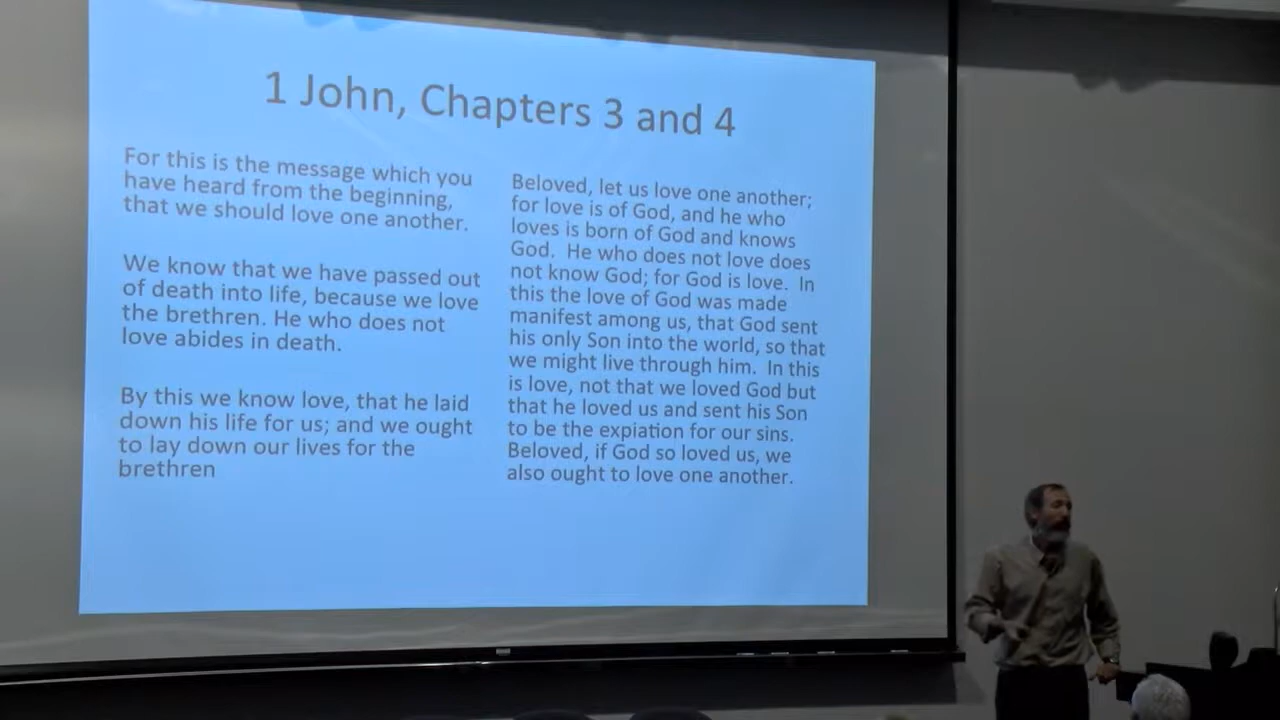 1 John, Chapters 3 and 4
For this is the message which you
have heard from the beginning,
that we should love one another.
We know that we have passed out
of death into life, because we love
the brethren. He who does not
love abides in death.
By this we know love, that he laid
down his life for us; and we ought
to lay down our lives for the
brethren
Beloved, let us love one another;
for love is of God, and he who
loves is born of God and knows
God.  He who does not love does
not know God; for God is love.  In
this the love of God was made
manifest among us, that God sent
his only Son into the world, so that
we might live through him.  In this
is love, not that we loved God but
that he loved us and sent his Son
to be the expiation for our sins.
Beloved, if God so loved us, we
also ought to love one another.